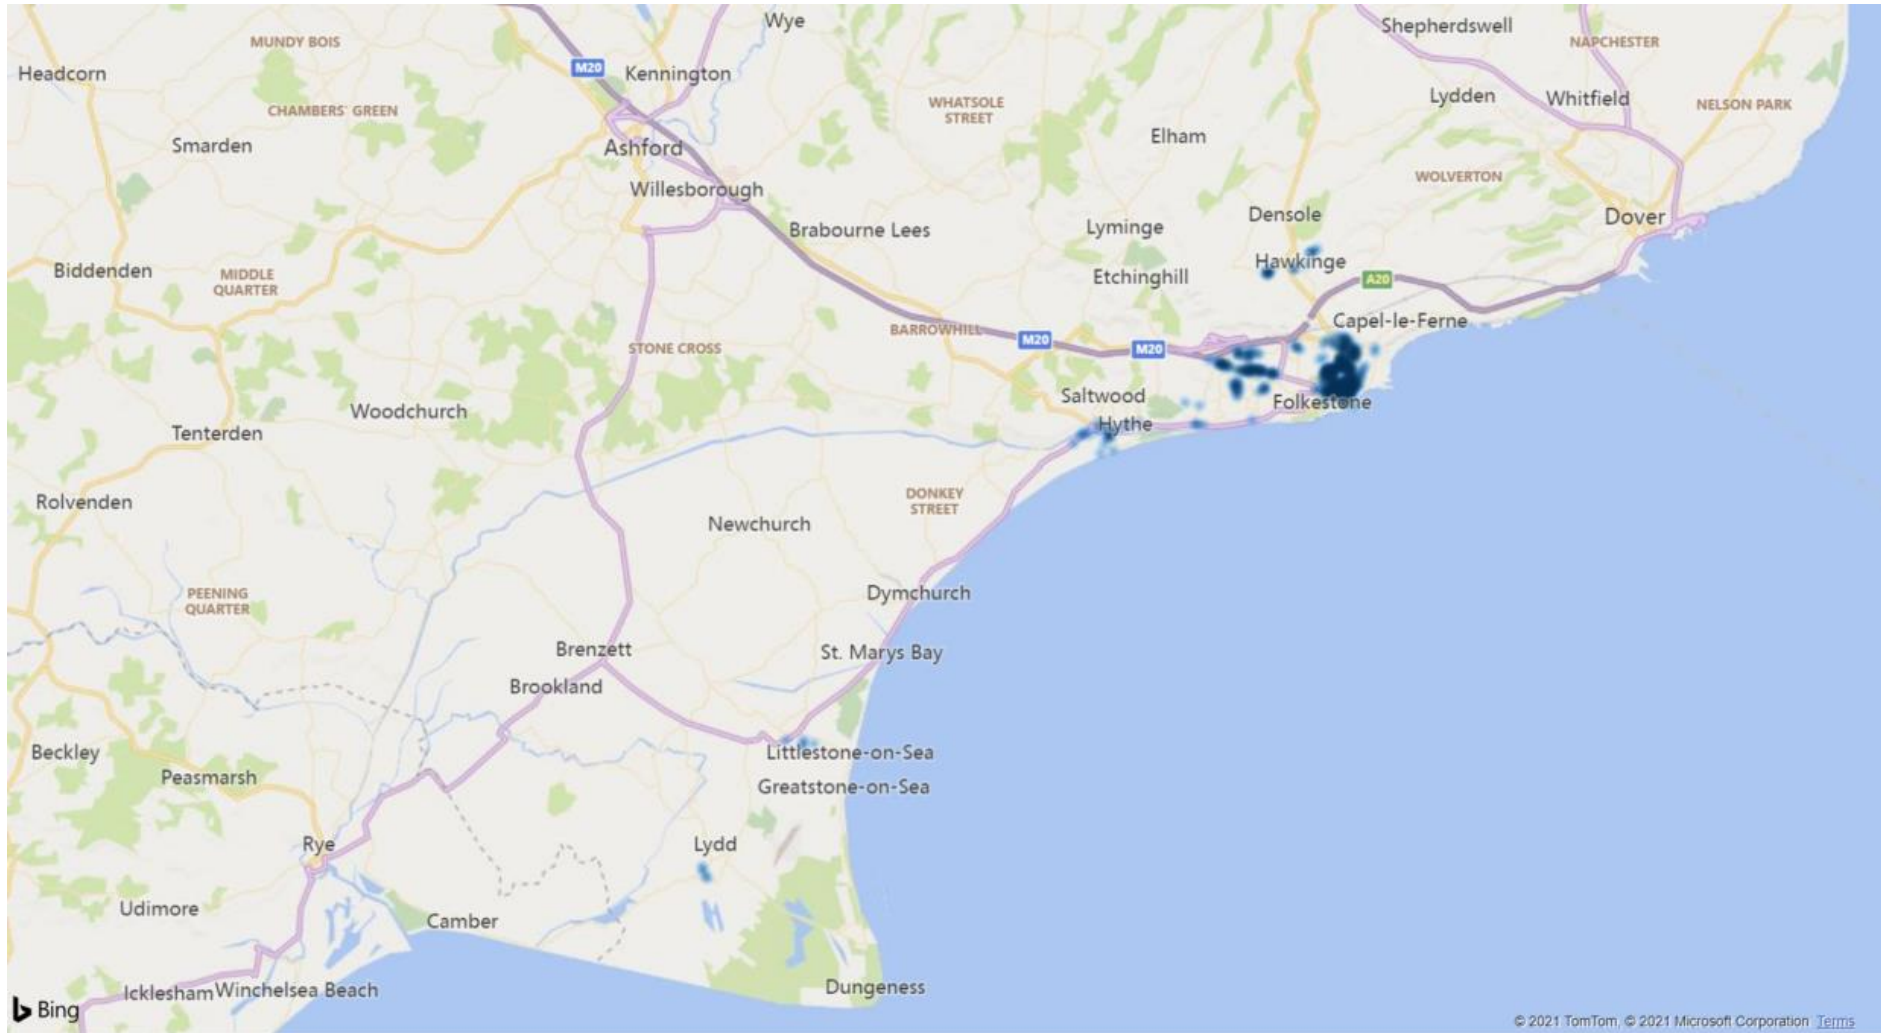 Wye
Shepherdswell
MUNDY BOIS
NAPCHESTER
Headcorn
M20
Kennington
Lydden
Whitfield
CHAMBERS' GREEN
WHATSOLE
STREET
NELSON PARK
Smarden
Ashford
Elham
Willesborough
WOLVERTON
Brabourne Lees
Lyminge
Densole
Dover
Biddenden
MIDDLE
QUARTER
Etchinghill
Hawkinge
A20
BARROWHILL
M20
M20
Capel-le-Ferne
STONE CROSS
Saltwood
Folkestone
Woodchurch
Hythe
Tenterden
Rolvenden
DONKEY
STREET
Newchurch
PEENING
QUARTER
Dymchurch
Brenzett
St. Marys Bay
Brookland
Beckley
Littlestone-on-Sea
Peasmarsh
Greatstone-on-Sea
Rye
Lydd
Udimore
Camber
Icklesham
Winchelsea Beach
Dungeness
Bing
© 2021 TomTom, © 2021 Microsoft Corporation Terms